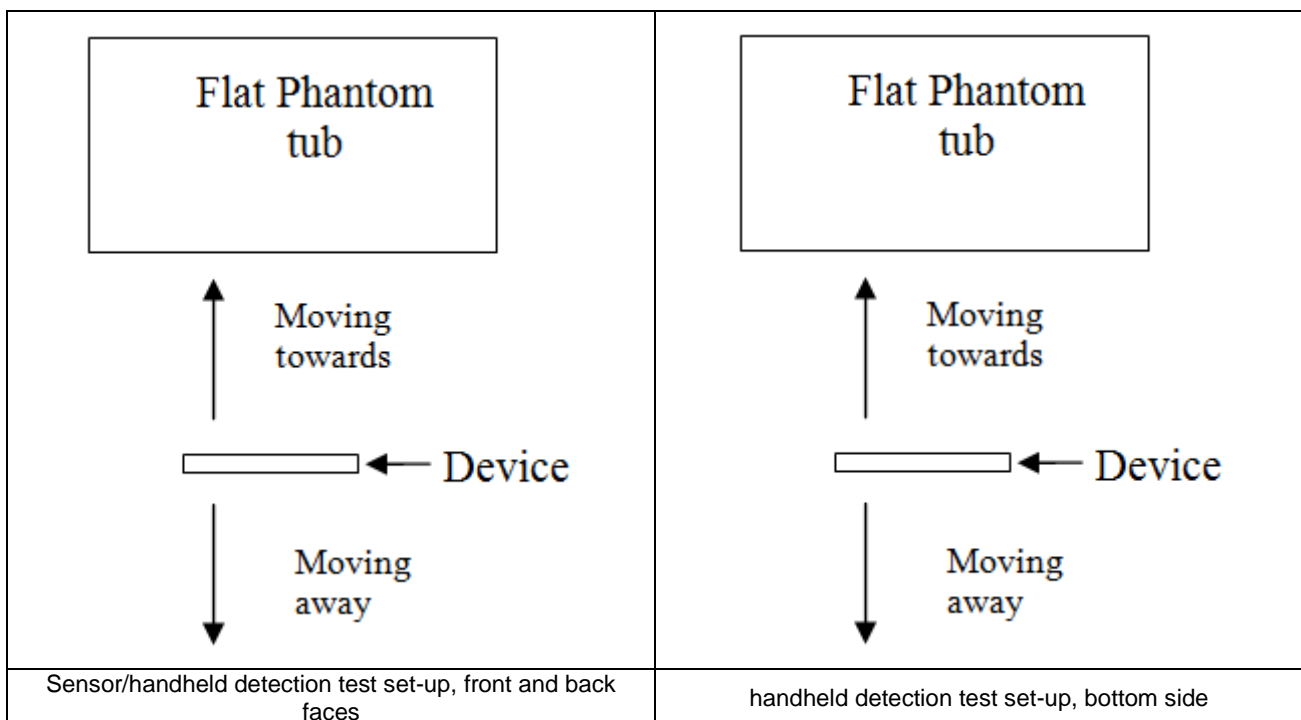 Flat Phantom
tub
Moving
towards
Device
Moving
away
Sensor/handheld detection test set-up, front and back
faces
Flat Phantom
tub
Moving
towards
Device
Moving
away
handheld detection test set-up, bottom side